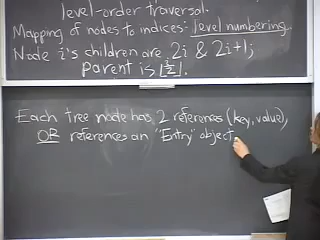 level-order traversal.
Mapping of nodes to indices: level numbering.
Node i's children are 2i & 2i+1;
parent is ⌊i/2⌋.
Each tree node has 2 references (key, value),
OR references an "Entry" object